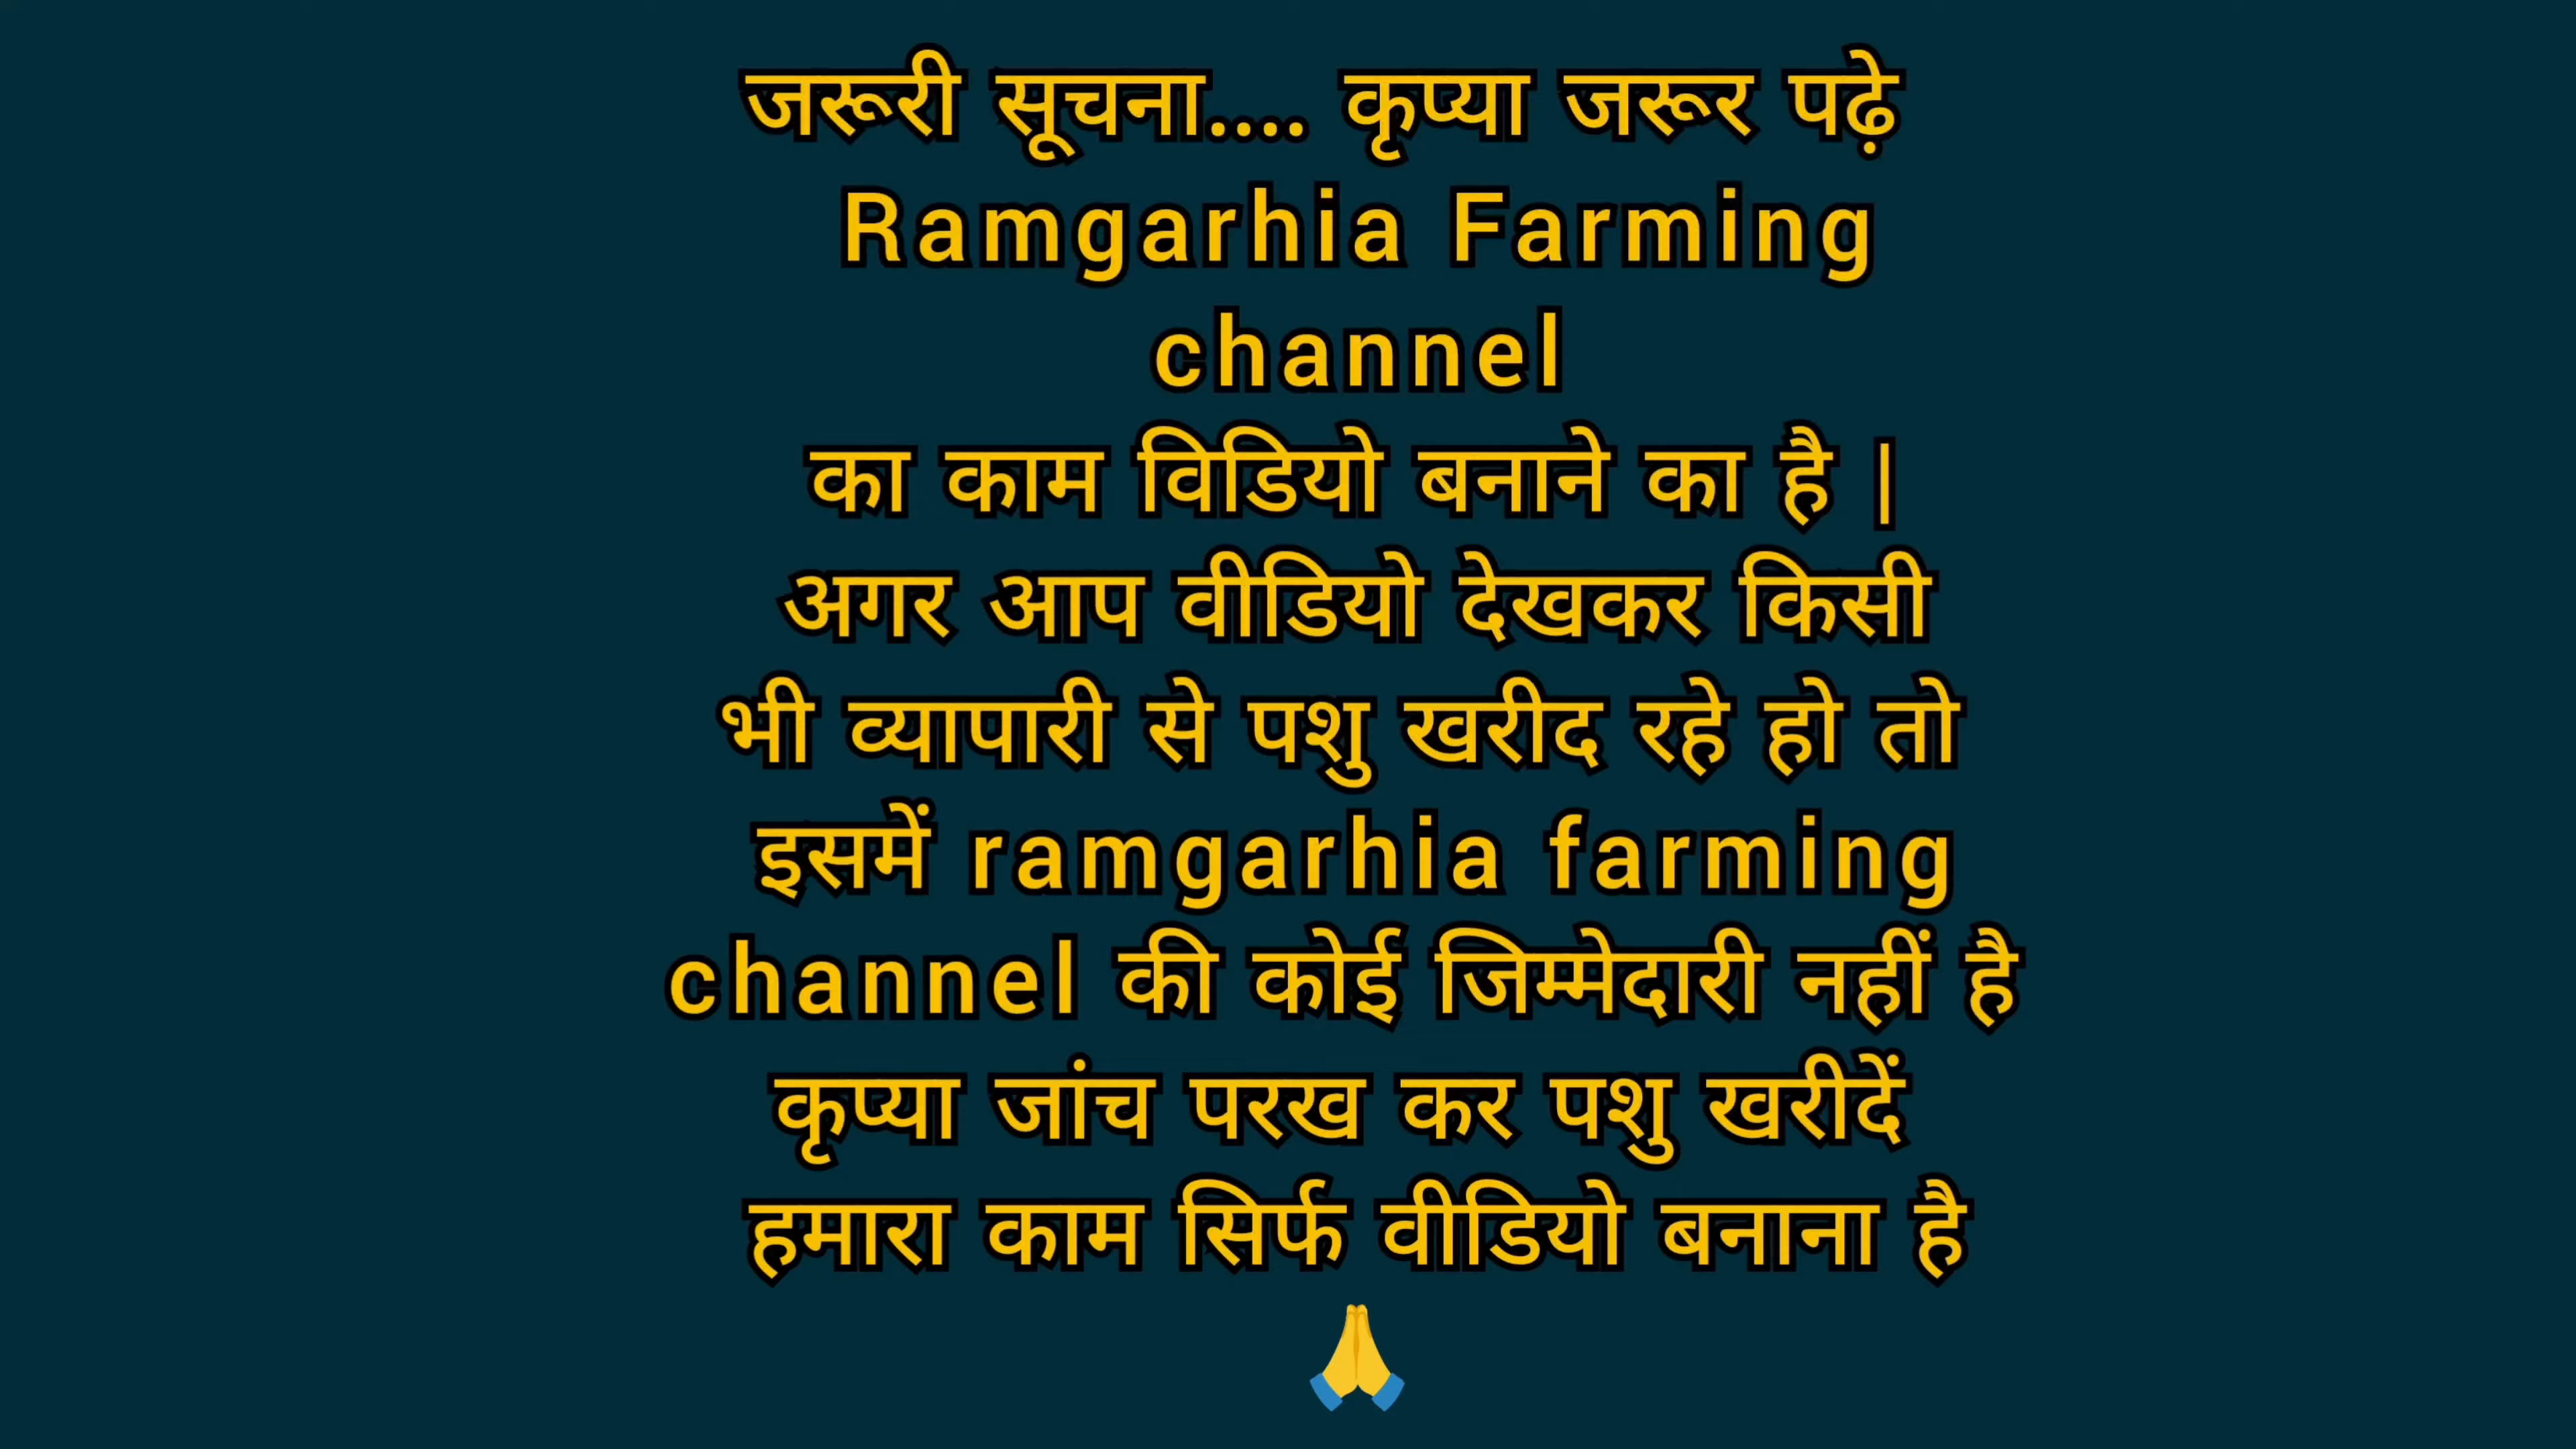 जरूरी सूचना.... कृप्या जरूर पढ़े
Ramgarhia Farming
channel
का काम विडियो बनाने का है |
अगर आप वीडियो देखकर किसी
भी व्यापारी से पशु खरीद रहे हो तो
इसमें ramgarhia farming
channel की कोई जिम्मेदारी नहीं है
कृप्या जांच परख कर पशु खरीदें
हमारा काम सिर्फ वीडियो बनाना है
🙏